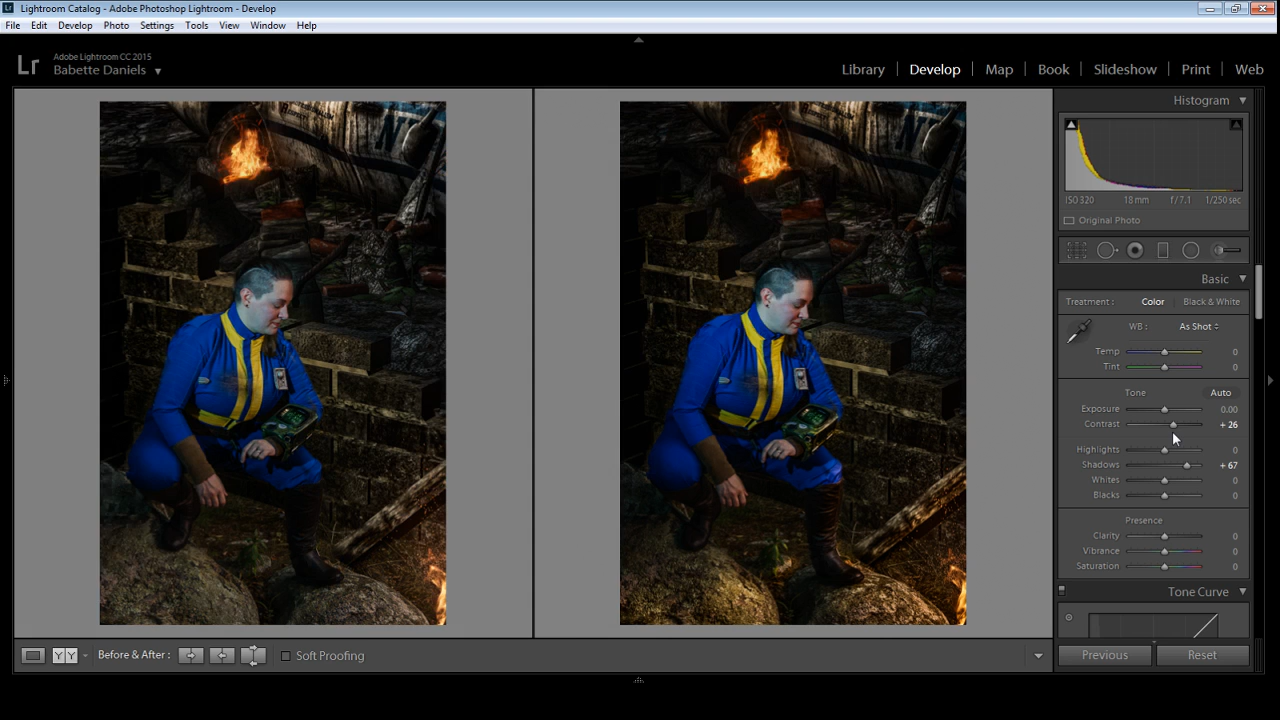 Lightroom Catalog - Adobe Photoshop Lightroom - Develop
File Edit Develop Photo Settings Tools View Window Help
Lr
Adobe Lightroom CC 2015
Babette Daniels
Library | Develop | Map | Book | Slideshow | Print | Web
Histogram
ISO 320 18 mm f/7.1 1/250 sec
Original Photo
Basic
Treatment : Color Black & White
WB : As Shot
Temp 0
Tint 0
Tone Auto
Exposure 0.00
Contrast + 26
Highlights 0
Shadows + 67
Whites 0
Blacks 0
Presence
Clarity 0
Vibrance 0
Saturation 0
Tone Curve
Y Y Before & After : Soft Proofing
Previous Reset